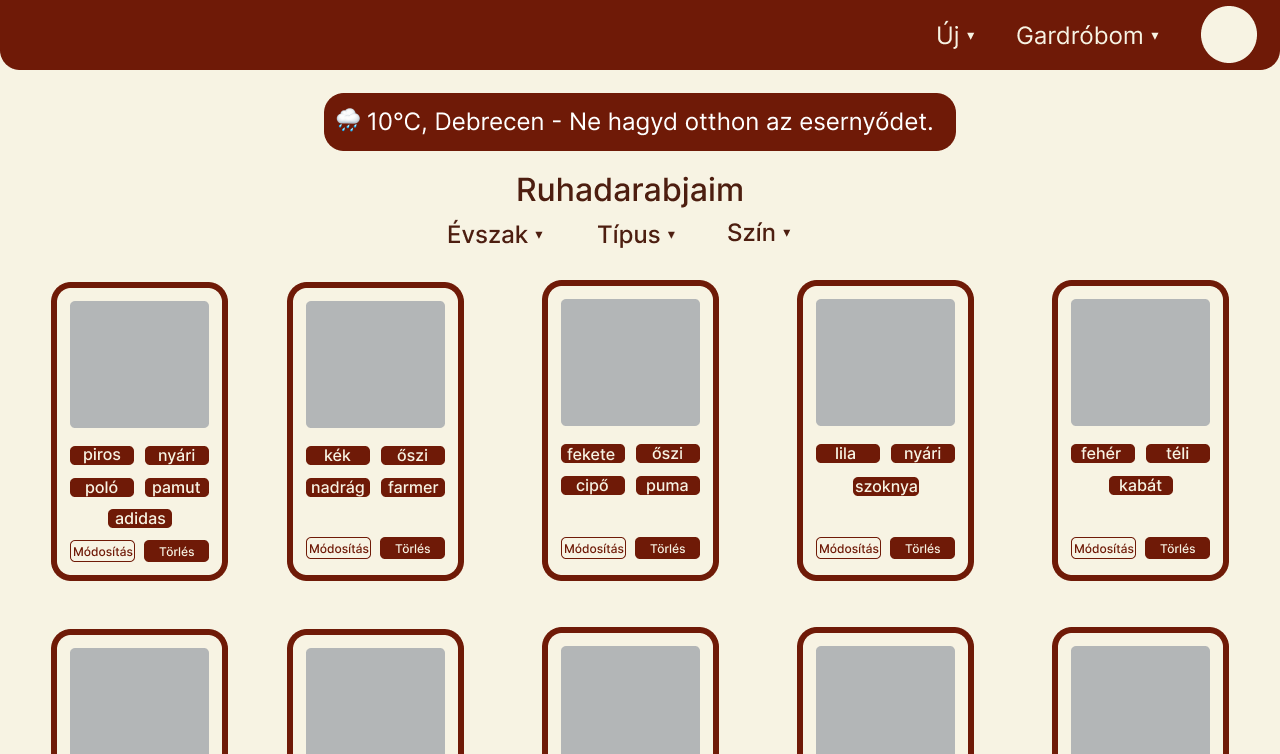 Új ▾ Gardróbom ▾
🌧️ 10°C, Debrecen - Ne hagyd otthon az esernyődet.
Ruhadarabjaim
Évszak ▾ Típus ▾ Szín ▾
piros nyári
poló pamut
adidas
Módosítás Törlés
kék őszi
nadrág farmer
Módosítás Törlés
fekete őszi
cipő puma
Módosítás Törlés
lila nyári
szoknya
Módosítás Törlés
fehér téli
kabát
Módosítás Törlés